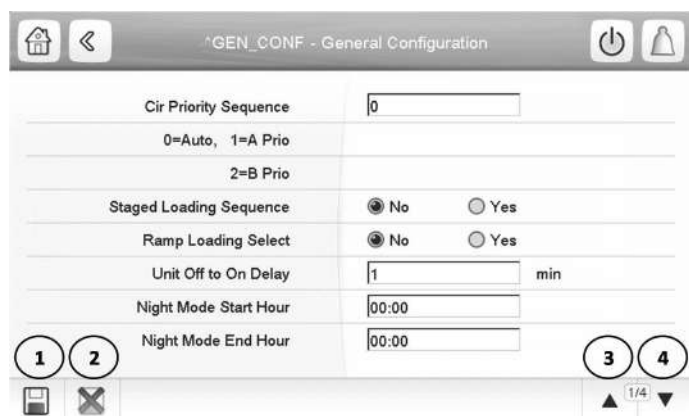 ^GEN_CONF - General Configuration
Cir Priority Sequence 0
0=Auto, 1=A Prio
2=B Prio
Staged Loading Sequence No Yes
Ramp Loading Select No Yes
Unit Off to On Delay 1 min
Night Mode Start Hour 00:00
Night Mode End Hour 00:00
1 2 3 4
1/4